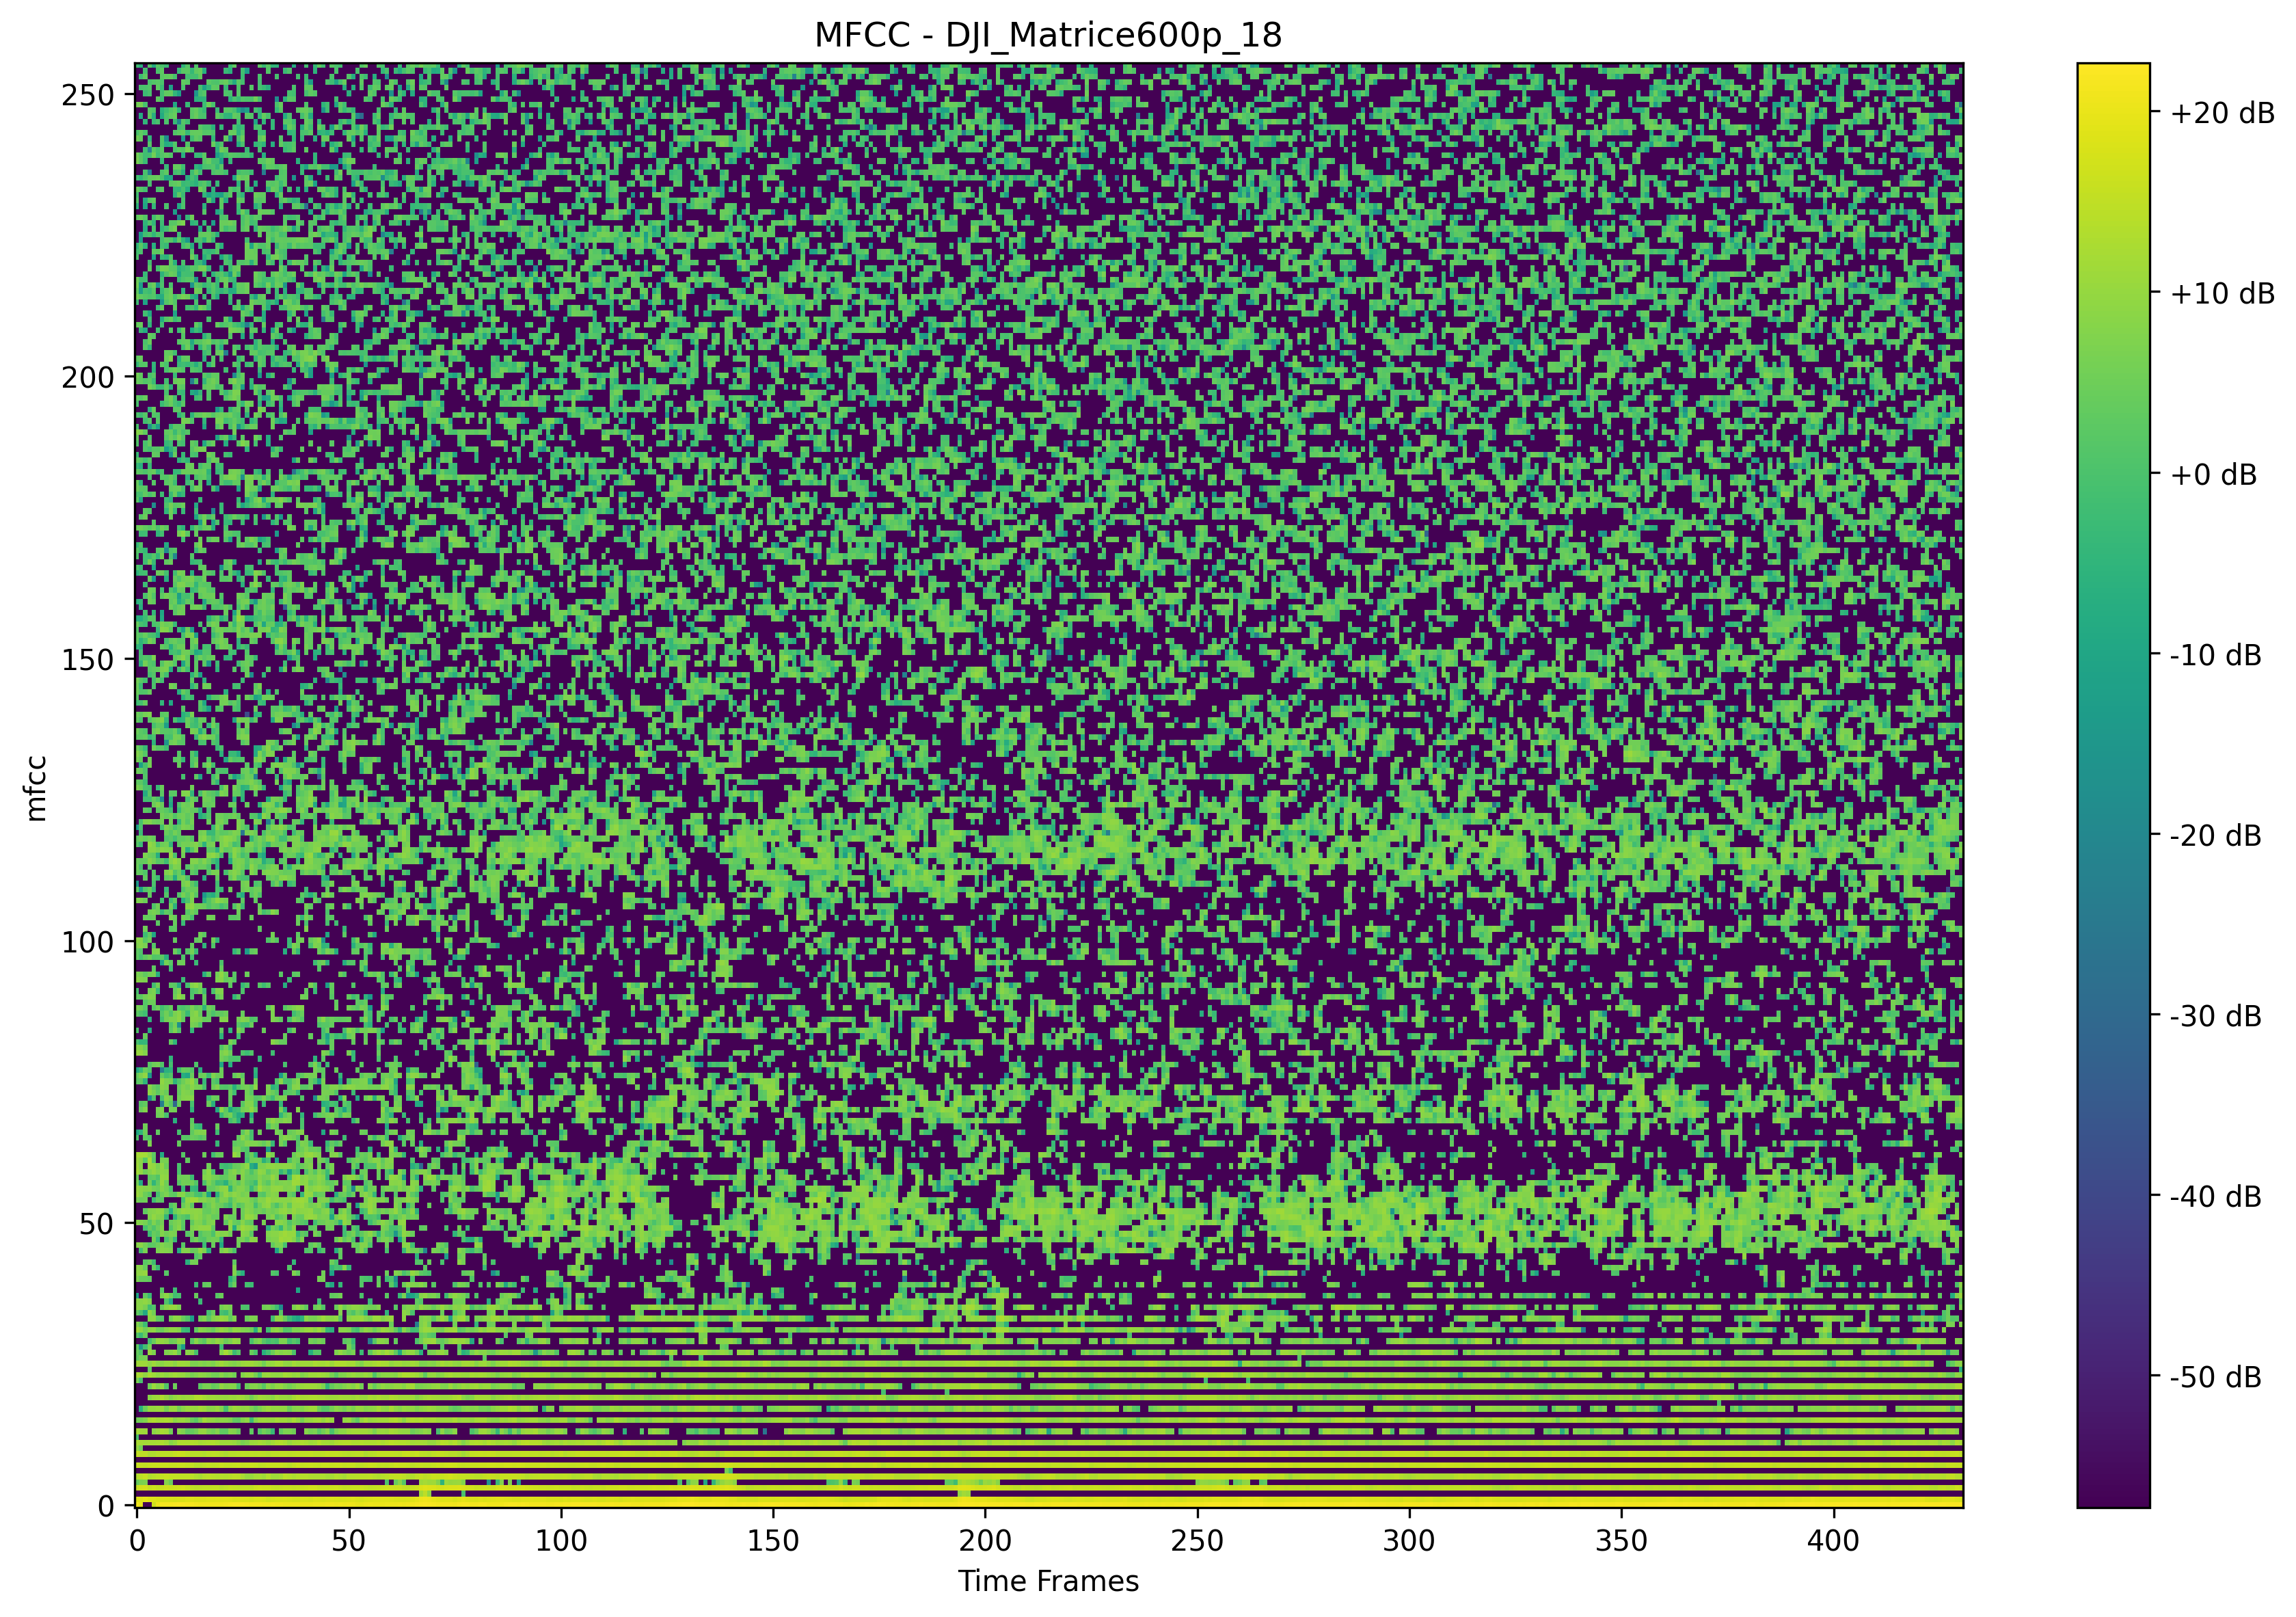 MFCC - DJI_Matrice600p_18
250
200
150
100
50
0
mfcc
0
50
100
150
200
250
300
350
400
Time Frames
+20 dB
+10 dB
+0 dB
-10 dB
-20 dB
-30 dB
-40 dB
-50 dB